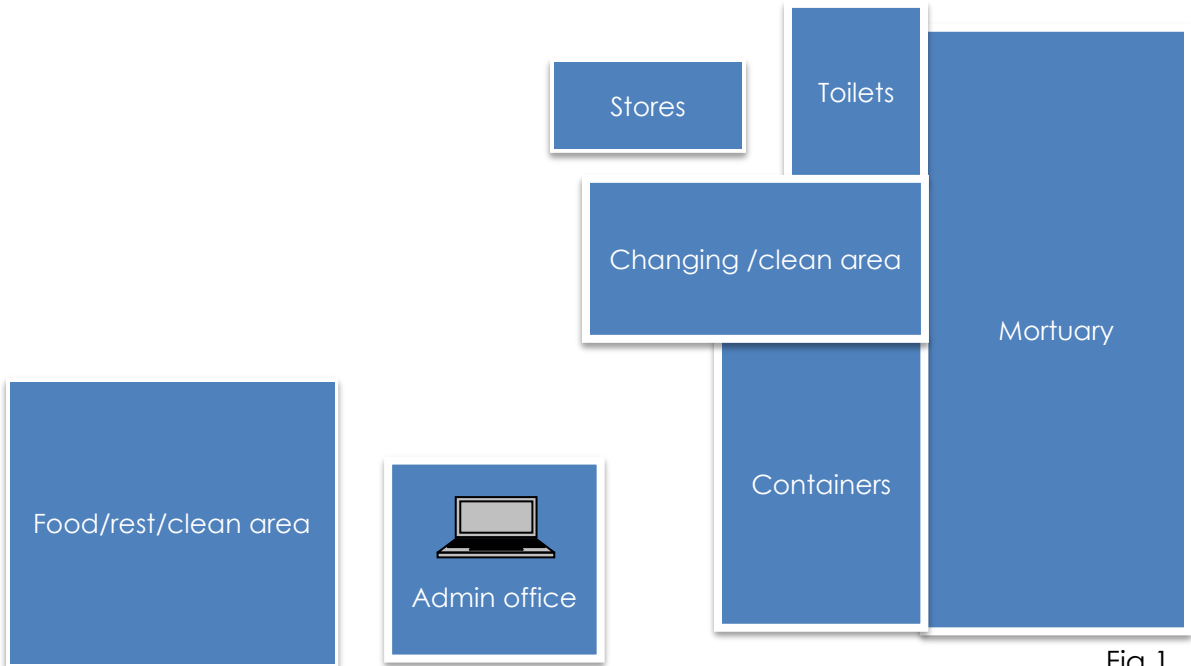 Toilets
Stores
Changing /clean area
Mortuary
Containers
Food/rest/clean area
Admin office
Fig 1